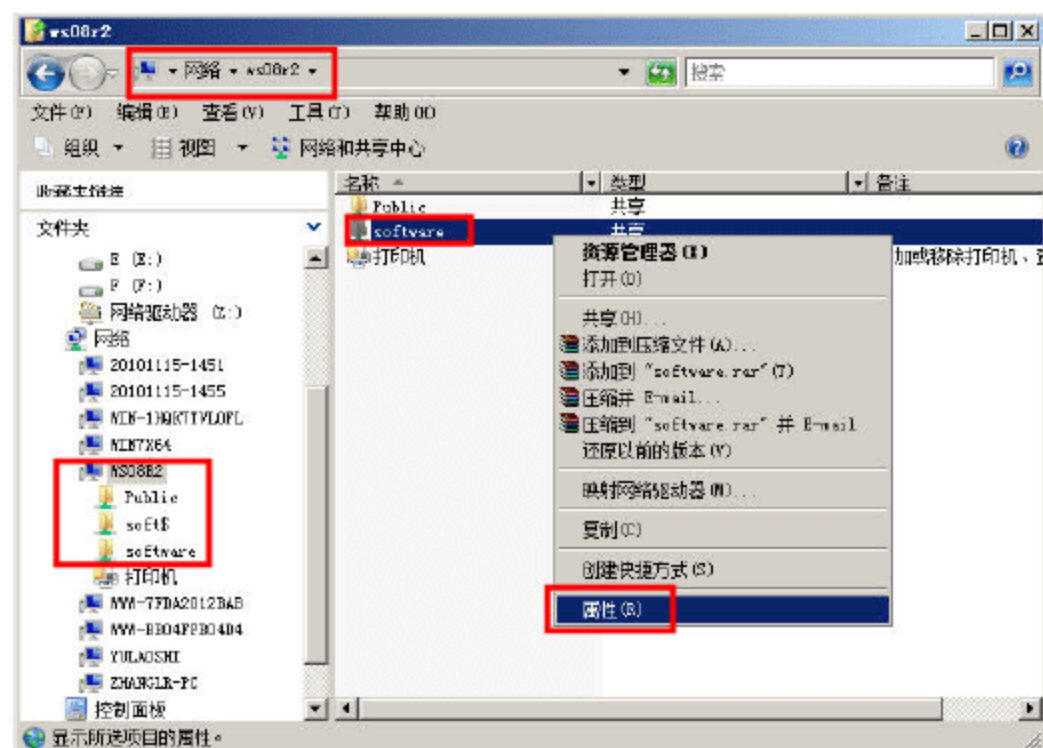 ws08r2
网络 ws08r2
搜索
文件(F) 编辑(E) 查看(V) 工具(T) 帮助(H)
组织 视图 网络和共享中心
收藏夹链接
名称 类型 备注
文件夹
Public 共享
software 共享
打印机 加或移除打印机、
E (E:)
F (F:)
网络驱动器 (Z:)
网络
20101115-1451
20101115-1455
WIN7X64
WS08R2
Public
soft$
software
打印机
YULAOSHI
ZHANGLR-PC
控制面板
资源管理器(X)
打开(O)
共享(H)...
添加到压缩文件(A)...
添加到 "software.rar"(T)
压缩并 E-mail...
压缩到 "software.rar" 并 E-mail
还原以前的版本(V)
映射网络驱动器(M)...
复制(C)
创建快捷方式(S)
属性(R)
显示所选项目的属性。